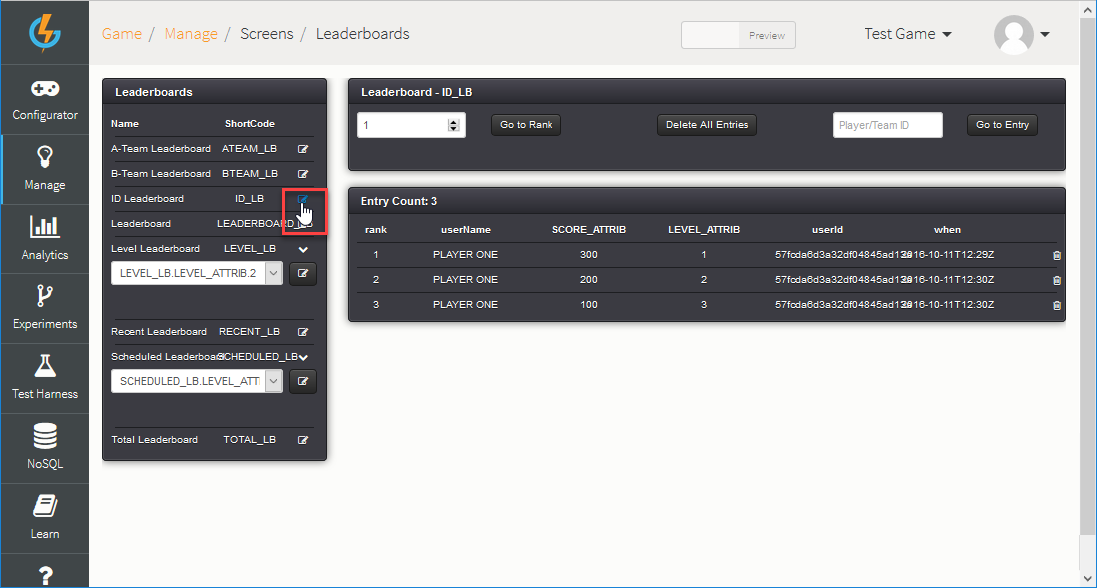 Game / Manage / Screens / Leaderboards
Preview
Test Game
Configurator
Manage
Analytics
Experiments
Test Harness
NoSQL
Learn
?
Leaderboards
Name ShortCode
A-Team Leaderboard ATEAM_LB
B-Team Leaderboard BTEAM_LB
ID Leaderboard ID_LB
Leaderboard LEADERBOARD_LB
Level Leaderboard LEVEL_LB
LEVEL_LB.LEVEL_ATTRIB.2
Recent Leaderboard RECENT_LB
Scheduled Leaderboard SCHEDULED_LB
SCHEDULED_LB.LEVEL_ATTI
Total Leaderboard TOTAL_LB
Leaderboard - ID_LB
1 Go to Rank Delete All Entries Player/Team ID Go to Entry
Entry Count: 3
rank userName SCORE_ATTRIB LEVEL_ATTRIB userId when
1 PLAYER ONE 300 1 57fcda6d3a32df04845ad13a 2016-10-11T12:29Z
2 PLAYER ONE 200 2 57fcda6d3a32df04845ad13a 2016-10-11T12:30Z
3 PLAYER ONE 100 3 57fcda6d3a32df04845ad13a 2016-10-11T12:30Z